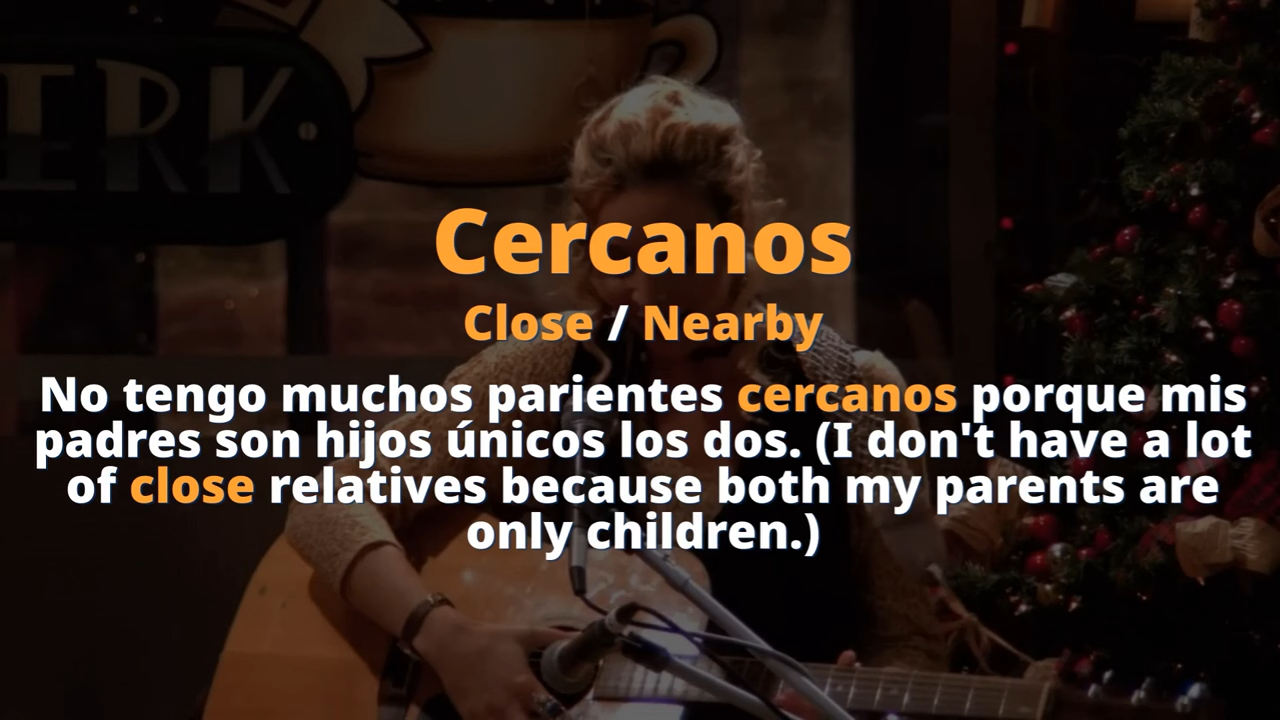 ERK
Cercanos
Close / Nearby
No tengo muchos parientes cercanos porque mis
padres son hijos únicos los dos. (I don't have a lot
of close relatives because both my parents are
only children.)